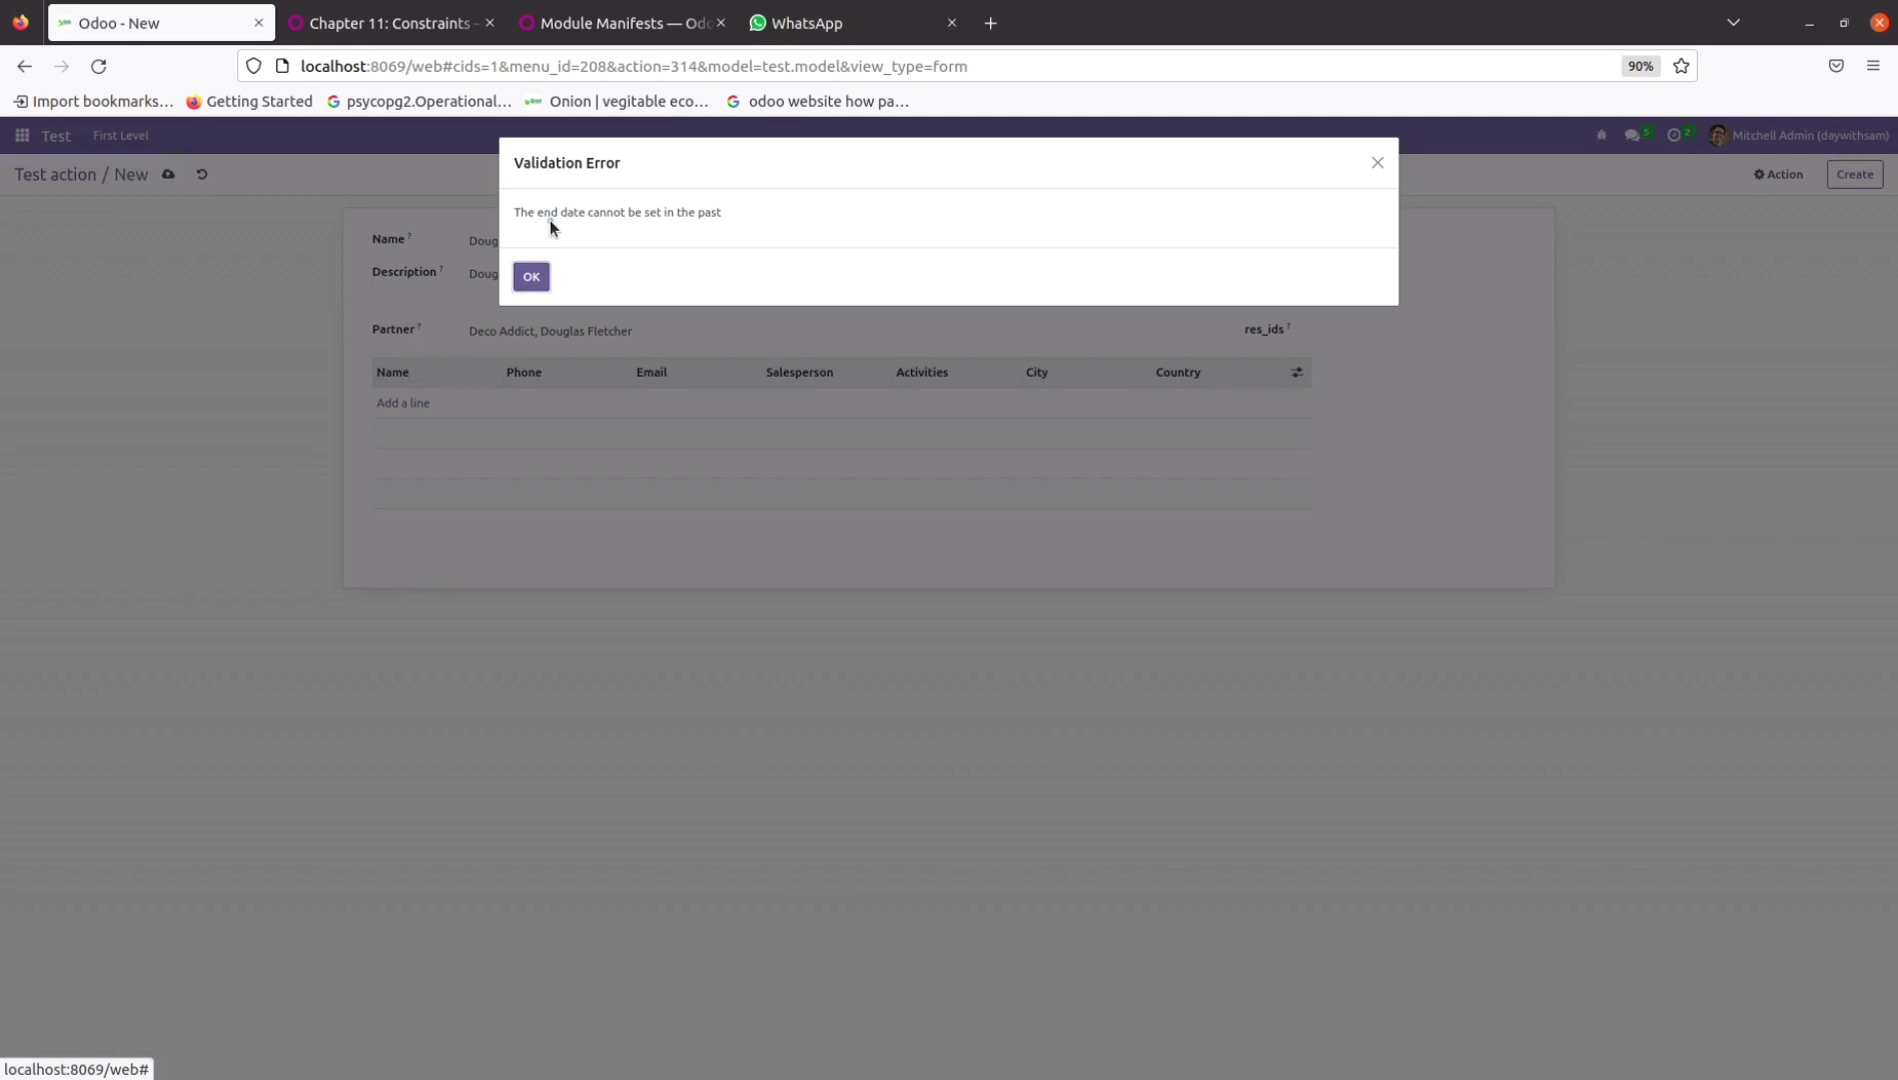 Odoo - New
Chapter 11: Constraints -
Module Manifests — Odo
WhatsApp
localhost:8069/web#cids=1&menu_id=208&action=314&model=test.model&view_type=form
90%
Import bookmarks...
Getting Started
psycopg2.Operational...
Onion | vegitable eco...
odoo website how pa...
Test
First Level
5
2
Mitchell Admin (daywithsam)
Test action / New
Action
Create
Validation Error
The end date cannot be set in the past
OK
Name ?
Doug
Description ?
Doug
Partner ?
Deco Addict, Douglas Fletcher
res_ids ?
Name Phone Email Salesperson Activities City Country
Add a line
localhost:8069/web#